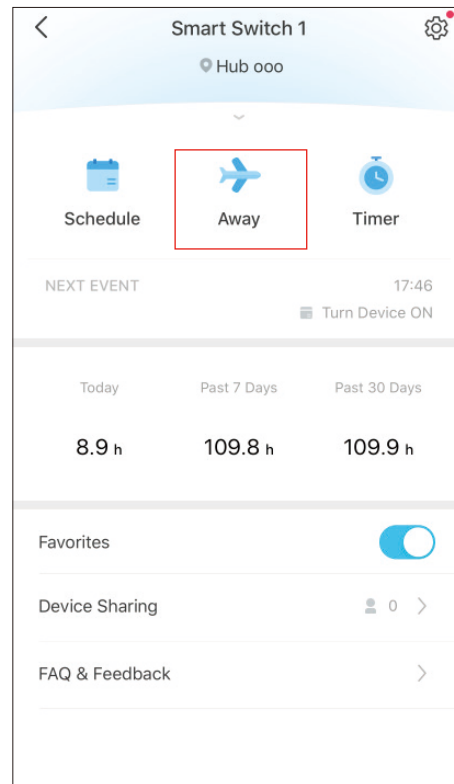 Smart Switch 1
Hub ooo
Schedule Away Timer
NEXT EVENT 17:46
Turn Device ON
Today Past 7 Days Past 30 Days
8.9 h 109.8 h 109.9 h
Favorites
Device Sharing 0
FAQ & Feedback